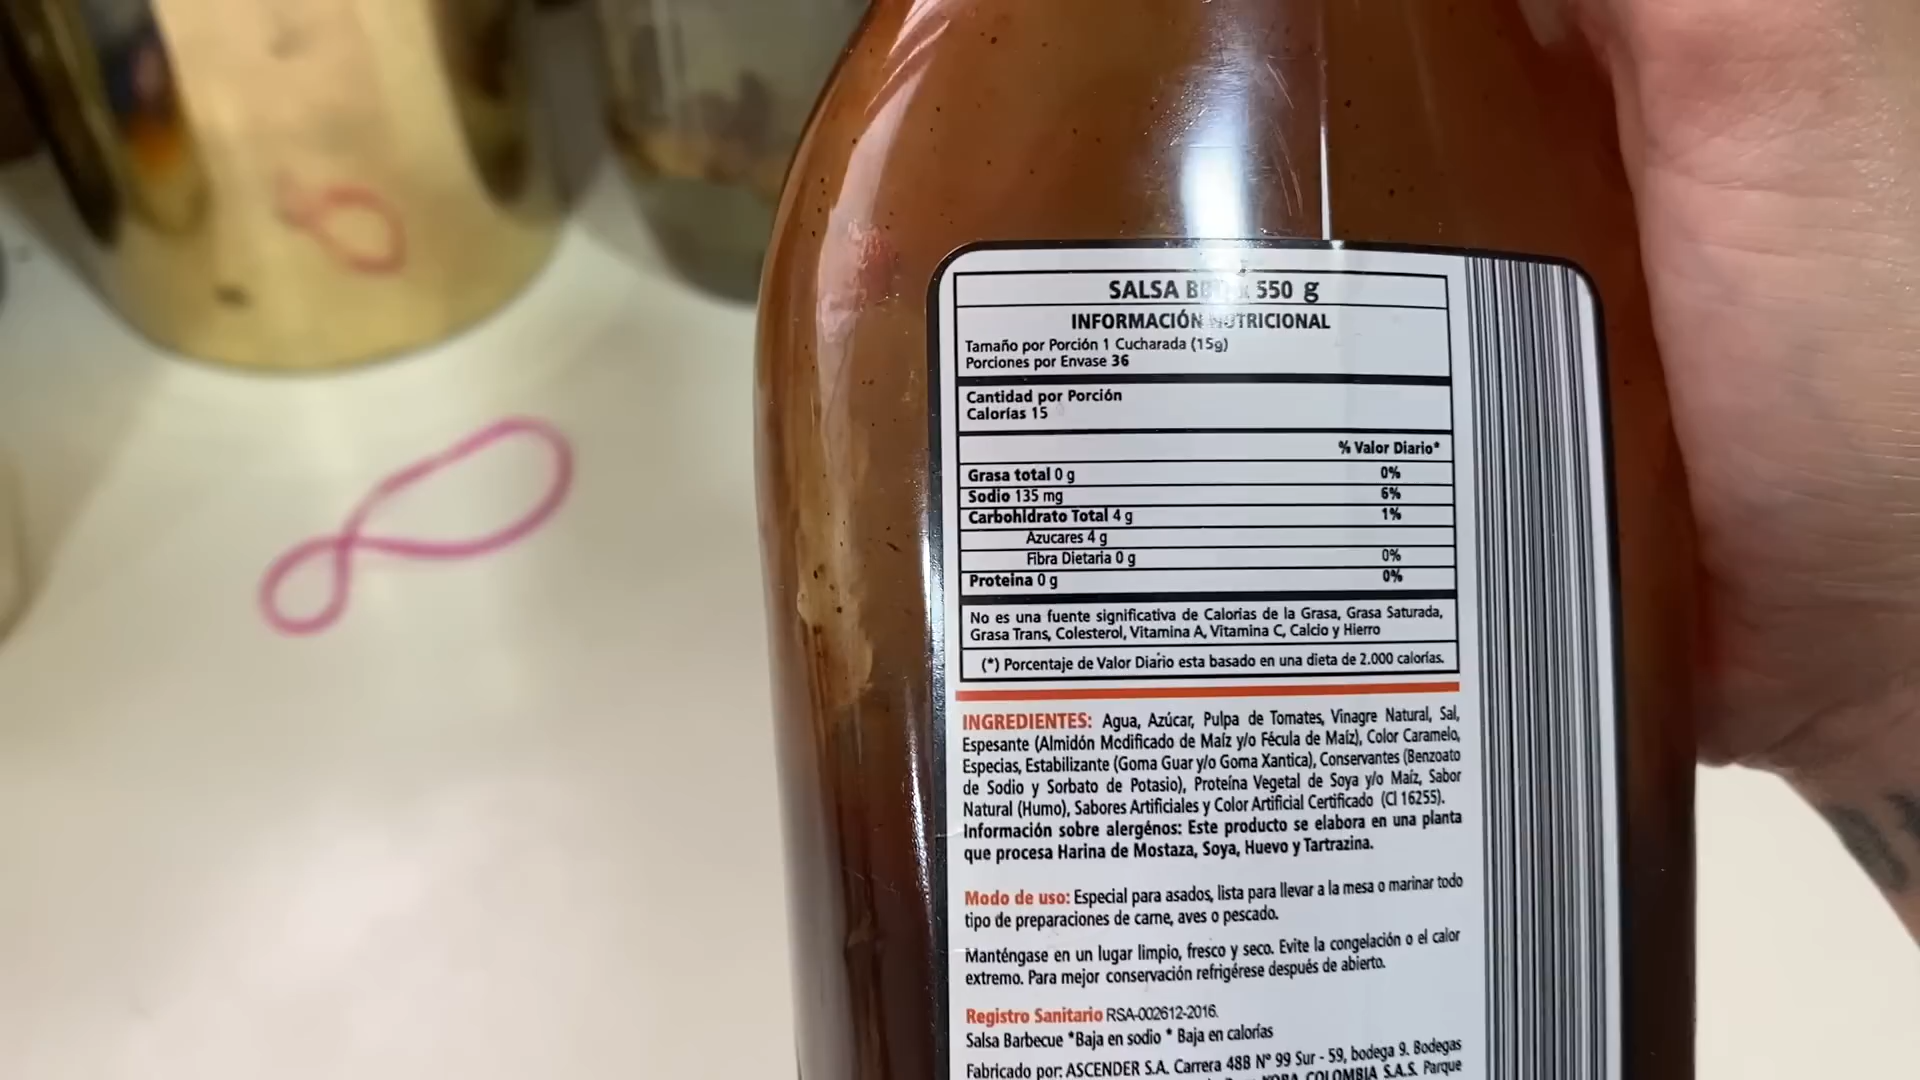 SALSA 550 g
INFORMACIÓN NUTRICIONAL
Tamaño por Porción 1 Cucharada (15g)
Porciones por Envase 36
Cantidad por Porción
Calorías 15
% Valor Diario*
Grasa total 0 g 0%
Sodio 135 mg 6%
Carbohidrato Total 4 g 1%
Azucares 4 g
Fibra Dietaria 0 g 0%
Proteina 0 g 0%
No es una fuente significativa de Calorias de la Grasa, Grasa Saturada,
Grasa Trans, Colesterol, Vitamina A, Vitamina C, Calcio y Hierro
(*) Porcentaje de Valor Diario esta basado en una dieta de 2.000 calorías.
INGREDIENTES: Agua, Azúcar, Pulpa de Tomates, Vinagre Natural, Sal,
Espesante (Almidón Modificado de Maíz y/o Fécula de Maíz), Color Caramelo,
Especias, Estabilizante (Goma Guar y/o Goma Xantica), Conservantes (Benzoato
de Sodio y Sorbato de Potasio), Proteína Vegetal de Soya y/o Maíz, Sabor
Natural (Humo), Sabores Artificiales y Color Artificial Certificado (CI 16255).
Información sobre alergénos: Este producto se elabora en una planta
que procesa Harina de Mostaza, Soya, Huevo y Tartrazina.
Modo de uso: Especial para asados, lista para llevar a la mesa o marinar todo
tipo de preparaciones de carne, aves o pescado.
Manténgase en un lugar limpio, fresco y seco. Evite la congelación o el calor
extremo. Para mejor conservación refrigérese después de abierto.
Registro Sanitario RSA-002612-2016.
Salsa Barbecue *Baja en sodio * Baja en calorías
Fabricado por: ASCENDER S.A. Carrera 48B Nº 99 Sur - 59, bodega 9. Bodegas
COLOMBIA S.A.S. Parque